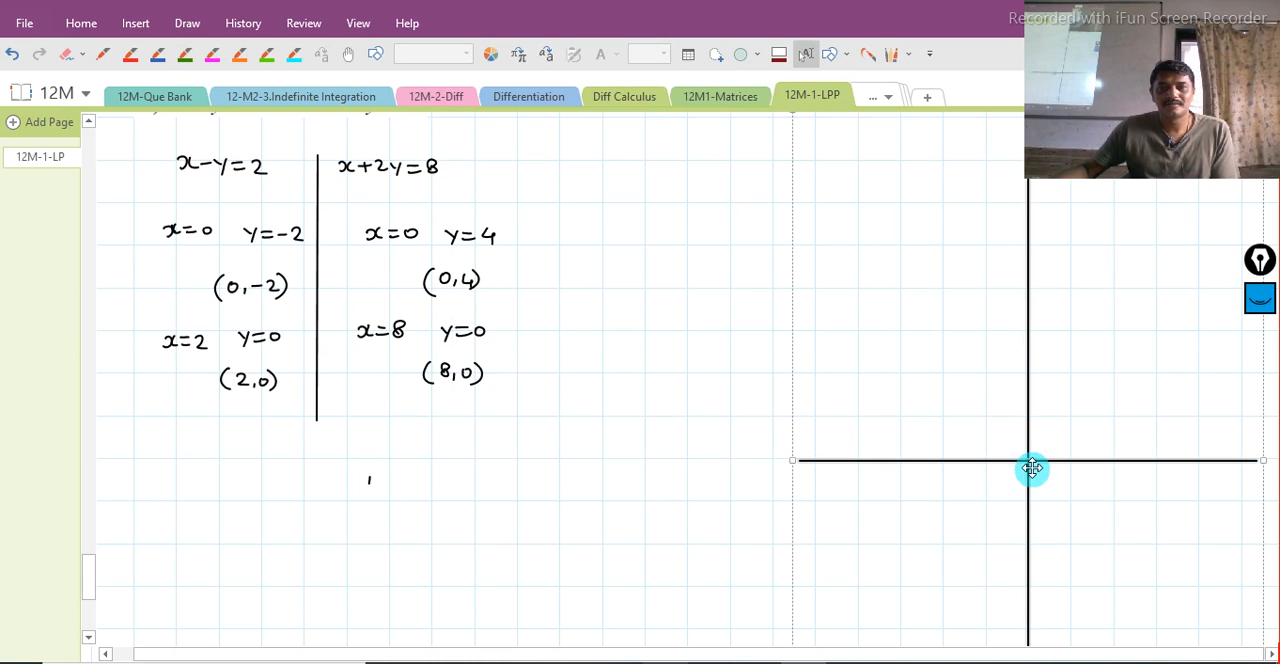 File Home Insert Draw History Review View Help
Recorded with iFun Screen Recorder
12M 12M-Que Bank 12-M2-3.Indefinite Integration 12M-2-Diff Differentiation Diff Calculus 12M1-Matrices 12M-1-LPP ...
Add Page
12M-1-LP
x-y=2 x+2y=8
x=0 y=-2 x=0 y=4
(0,-2) (0,4)
x=2 y=0 x=8 y=0
(2,0) (8,0)